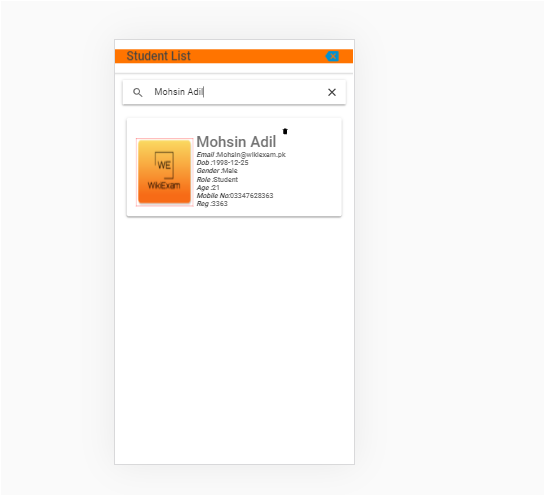 Student List
Mohsin Adil
Mohsin Adil
Email :Mohsin@wikiexam.pk
Dob :1998-12-25
Gender :Male
Role :Student
Age :21
Mobile No:03347628363
Reg :3363
WE
WikiExam